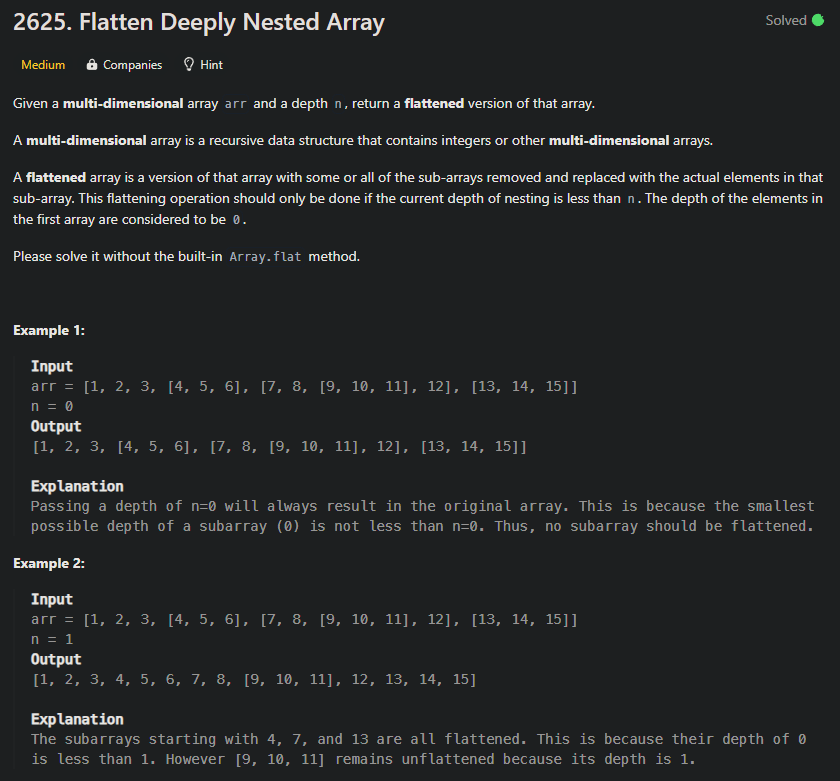 2625. Flatten Deeply Nested Array
Solved
Medium Companies Hint
Given a multi-dimensional array arr and a depth n, return a flattened version of that array.
A multi-dimensional array is a recursive data structure that contains integers or other multi-dimensional arrays.
A flattened array is a version of that array with some or all of the sub-arrays removed and replaced with the actual elements in that
sub-array. This flattening operation should only be done if the current depth of nesting is less than n. The depth of the elements in
the first array are considered to be 0.
Please solve it without the built-in Array.flat method.
Example 1:
Input
arr = [1, 2, 3, [4, 5, 6], [7, 8, [9, 10, 11], 12], [13, 14, 15]]
n = 0
Output
[1, 2, 3, [4, 5, 6], [7, 8, [9, 10, 11], 12], [13, 14, 15]]
Explanation
Passing a depth of n=0 will always result in the original array. This is because the smallest
possible depth of a subarray (0) is not less than n=0. Thus, no subarray should be flattened.
Example 2:
Input
arr = [1, 2, 3, [4, 5, 6], [7, 8, [9, 10, 11], 12], [13, 14, 15]]
n = 1
Output
[1, 2, 3, 4, 5, 6, 7, 8, [9, 10, 11], 12, 13, 14, 15]
Explanation
The subarrays starting with 4, 7, and 13 are all flattened. This is because their depth of 0
is less than 1. However [9, 10, 11] remains unflattened because its depth is 1.